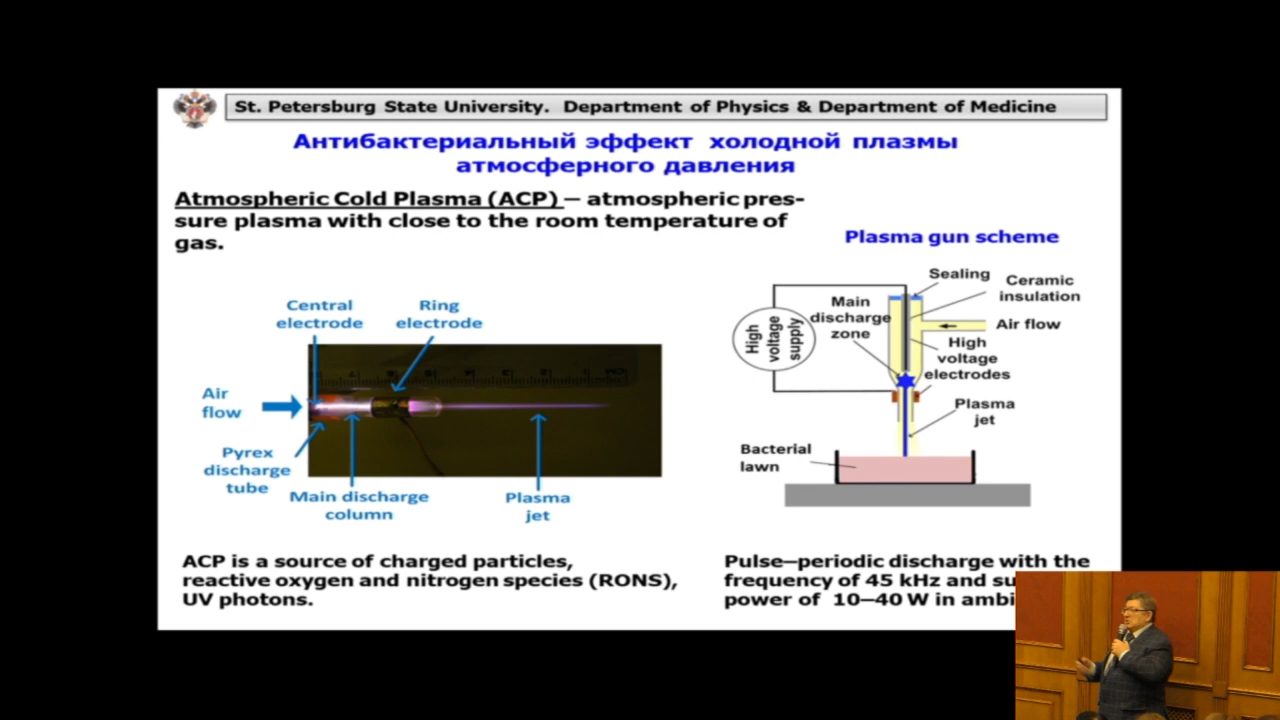 St. Petersburg State University. Department of Physics & Department of Medicine
Антибактериальный эффект холодной плазмы
атмосферного давления
Atmospheric Cold Plasma (ACP) – atmospheric pres-
sure plasma with close to the room temperature of
gas.
Plasma gun scheme
Central
electrode
Ring
electrode
Air
flow
Pyrex
discharge
tube
Main discharge
column
Plasma
jet
Sealing
Ceramic
insulation
Main
discharge
zone
High
voltage
supply
Air flow
High
voltage
electrodes
Plasma
jet
Bacterial
lawn
ACP is a source of charged particles,
reactive oxygen and nitrogen species (RONS),
UV photons.
Pulse–periodic discharge with the
frequency of 45 kHz and
power of 10–40 W in